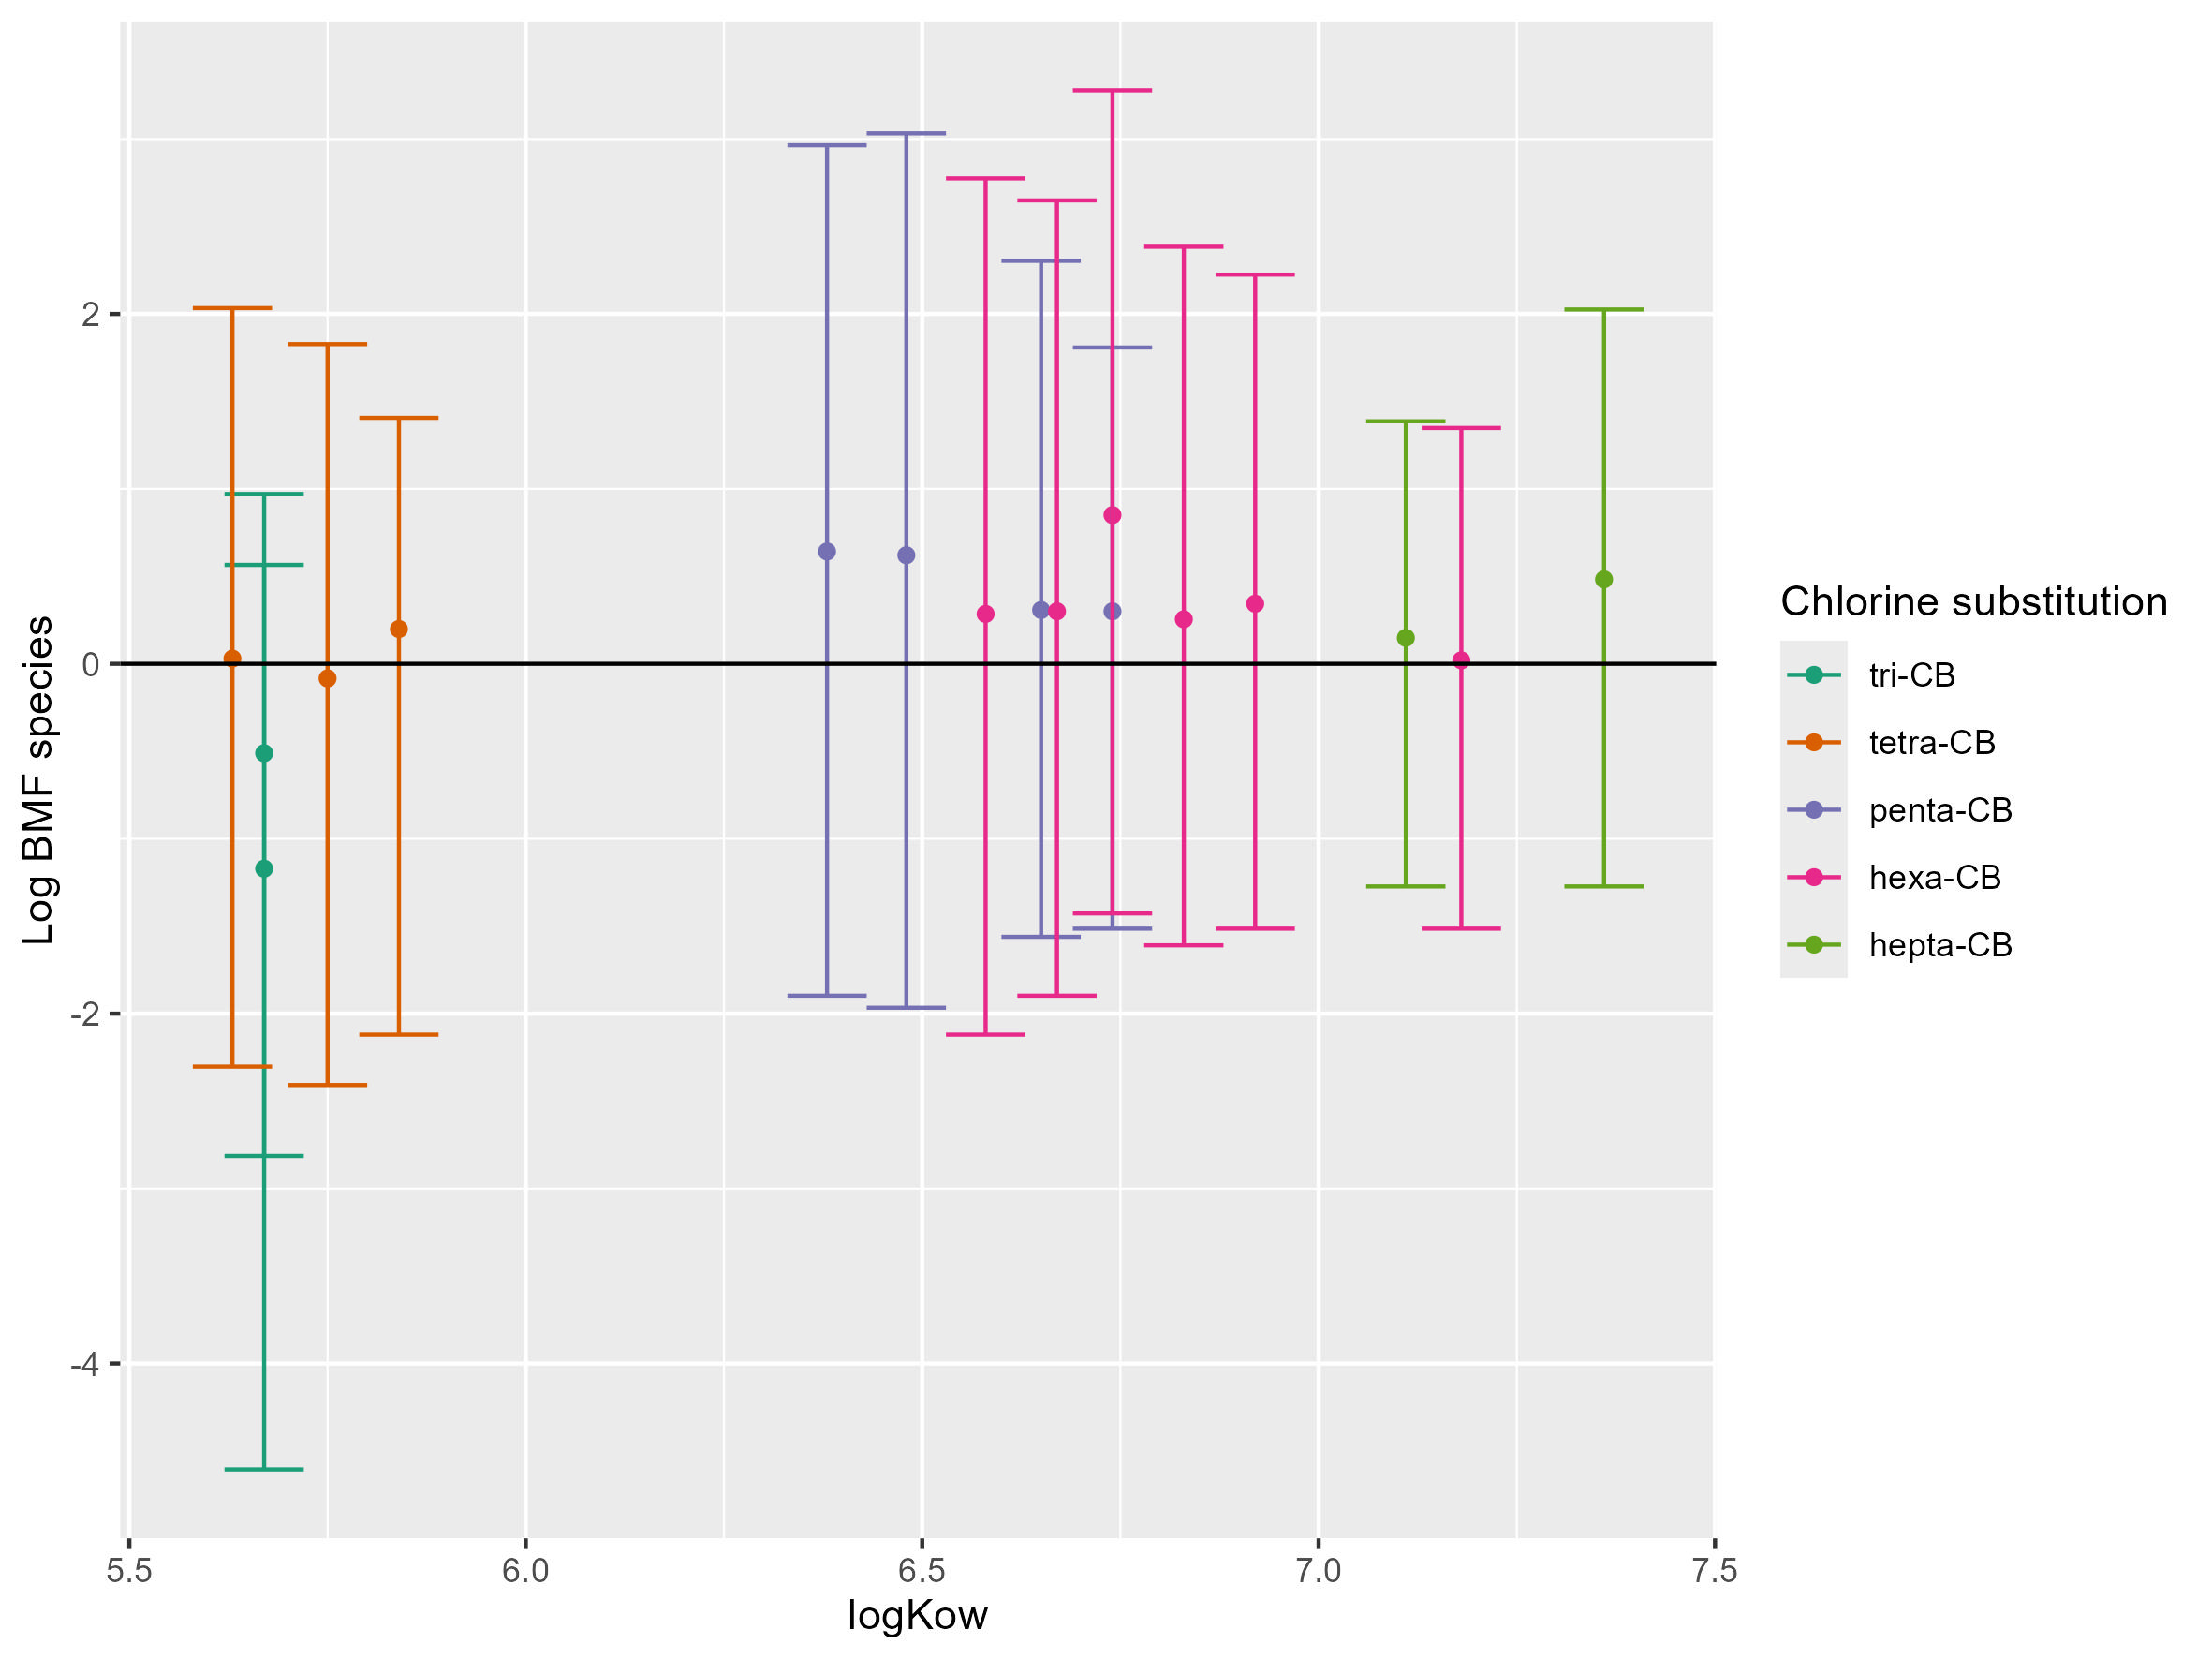 Log BMF species
2
0
-2
-4
5.5
6.0
6.5
7.0
7.5
logKow
Chlorine substitution
tri-CB
tetra-CB
penta-CB
hexa-CB
hepta-CB